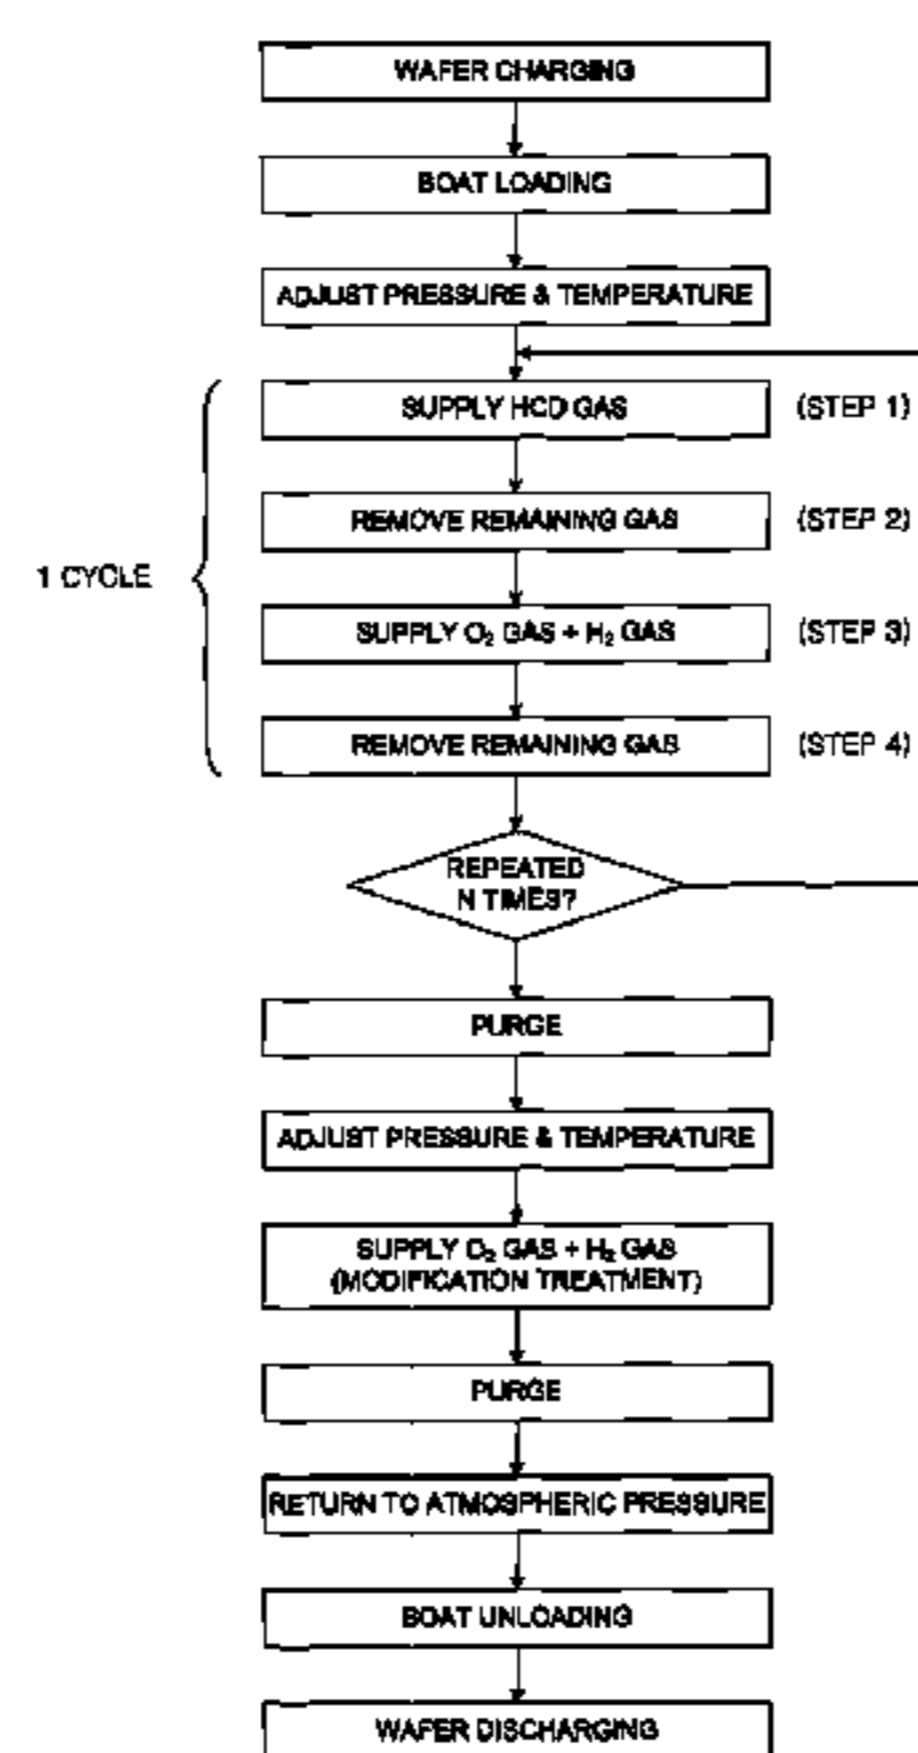 WAFER CHARGING
BOAT LOADING
ADJUST PRESSURE & TEMPERATURE
SUPPLY HCD GAS
(STEP 1)
REMOVE REMAINING GAS
(STEP 2)
1 CYCLE
SUPPLY O₂ GAS + H₂ GAS
(STEP 3)
REMOVE REMAINING GAS
(STEP 4)
REPEATED
N TIMES?
PURGE
ADJUST PRESSURE & TEMPERATURE
SUPPLY O₂ GAS + H₂ GAS
(MODIFICATION TREATMENT)
PURGE
RETURN TO ATMOSPHERIC PRESSURE
BOAT UNLOADING
WAFER DISCHARGING